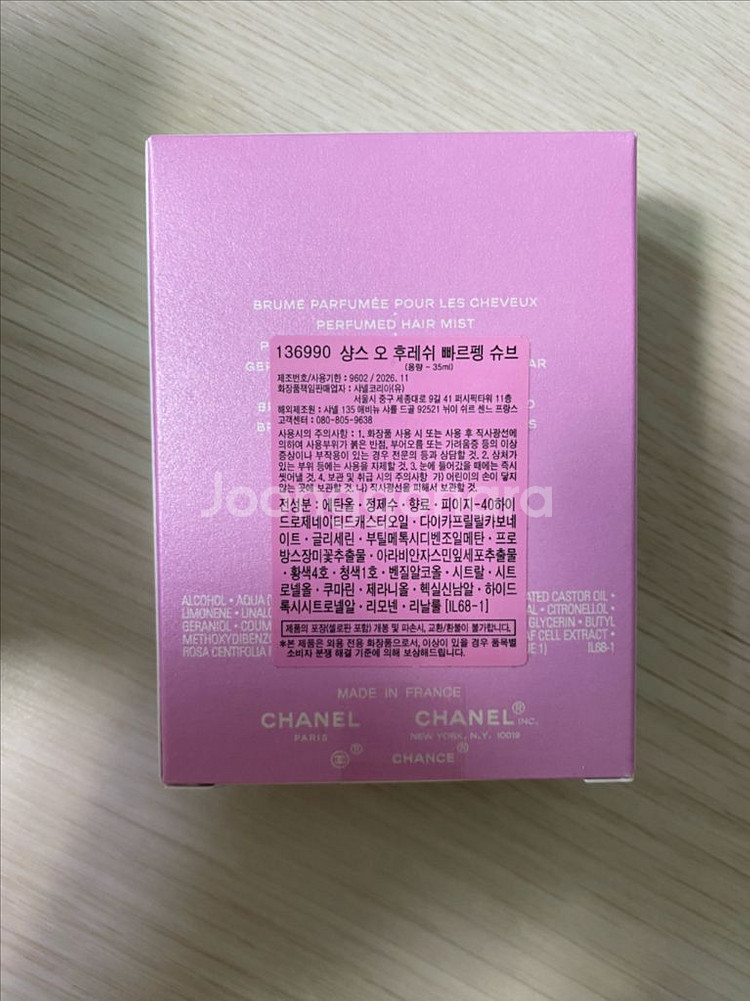 BRUME PARFUMÉE POUR LES CHEVEUX
PERFUMED HAIR MIST
136990 샹스 오 후레쉬 빠르펭 슈브
(용량 - 35ml)
제조번호/사용기한 : 9602 / 2026. 11
화장품책임판매업자 : 샤넬코리아(유)
서울시 중구 세종대로 9길 41 퍼시픽타워 11층
해외제조원 : 샤넬 135 애비뉴 샤를 드골 92521 뉘이 쉬르 센느 프랑스
고객센터 : 080-805-9638
사용시의 주의사항 : 1. 화장품 사용 시 또는 사용 후 직사광선에
의하여 사용부위가 붉은 반점, 부어오름 또는 가려움증 등의 이상
증상이나 부작용이 있는 경우 전문의 등과 상담할 것. 2. 상처가
있는 부위 등에는 사용을 자제할 것. 3. 눈에 들어갔을 때에는 즉시
씻어낼 것. 4. 보관 및 취급 시의 주의사항 가) 어린이의 손이 닿지
않는 곳에 보관할 것. 나) 직사광선을 피해서 보관할 것.
전성분 : 에탄올 · 정제수 · 향료 · 피이지-40하이
드로제네이티드캐스터오일 · 다이카프릴릴카보네
이트 · 글리세린 · 부틸메톡시디벤조일메탄 · 프로
방스장미꽃추출물 · 아라비안자스민잎세포추출물
· 황색4호 · 청색1호 · 벤질알코올 · 시트랄 · 시트
로넬올 · 쿠마린 · 제라니올 · 헥실신남알 · 하이드
록시시트로넬알 · 리모넨 · 리날룰 [IL68-1]
제품의 포장(셀로판 포함) 개봉 및 파손시, 교환/환불이 불가합니다.
*본 제품은 외용 전용 화장품으로서, 이상이 있을 경우 품목별
소비자 분쟁 해결 기준에 의해 보상해드립니다.
ALCOHOL • AQUA CASTOR OIL •
LIMONENE • • CITRONELLOL
GERANIOL • GLYCERIN • BUTYL
CELL EXTRACT •
ROSA CENTIFOLIA IL68-1
MADE IN FRANCE
CHANEL CHANEL® INC.
PARIS NEW YORK, N.Y. 10019
® CHANCE®
Joonggonara